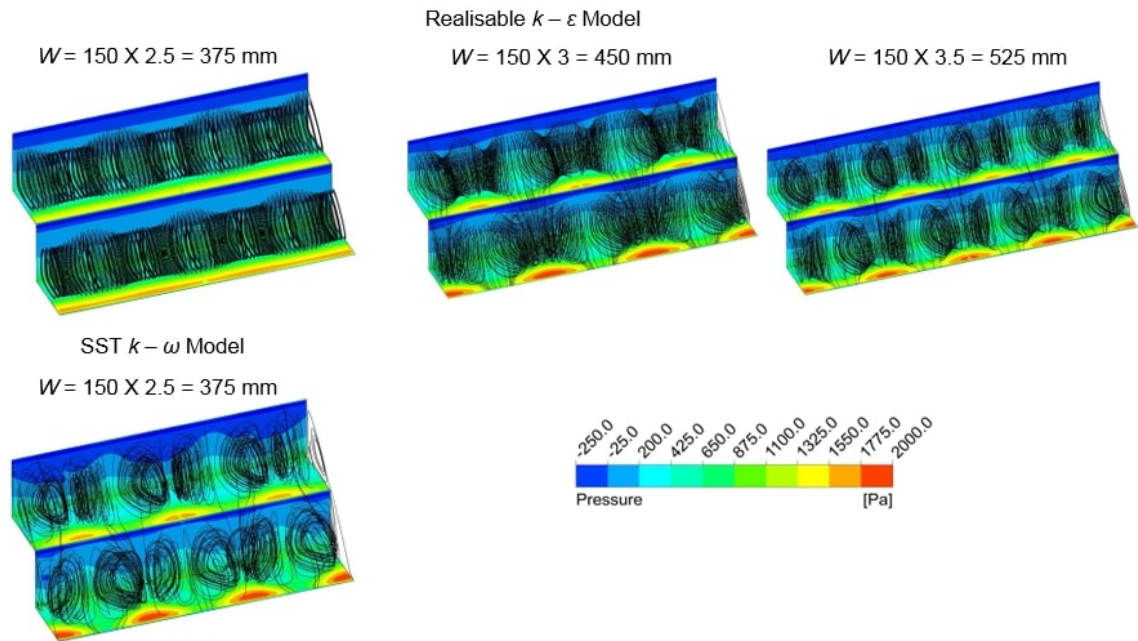 Realisable k – ε Model
W = 150 X 2.5 = 375 mm
W = 150 X 3 = 450 mm
W = 150 X 3.5 = 525 mm
SST k – ω Model
W = 150 X 2.5 = 375 mm
-250.0 -25.0 200.0 425.0 650.0 875.0 1100.0 1325.0 1550.0 1775.0 2000.0
Pressure [Pa]